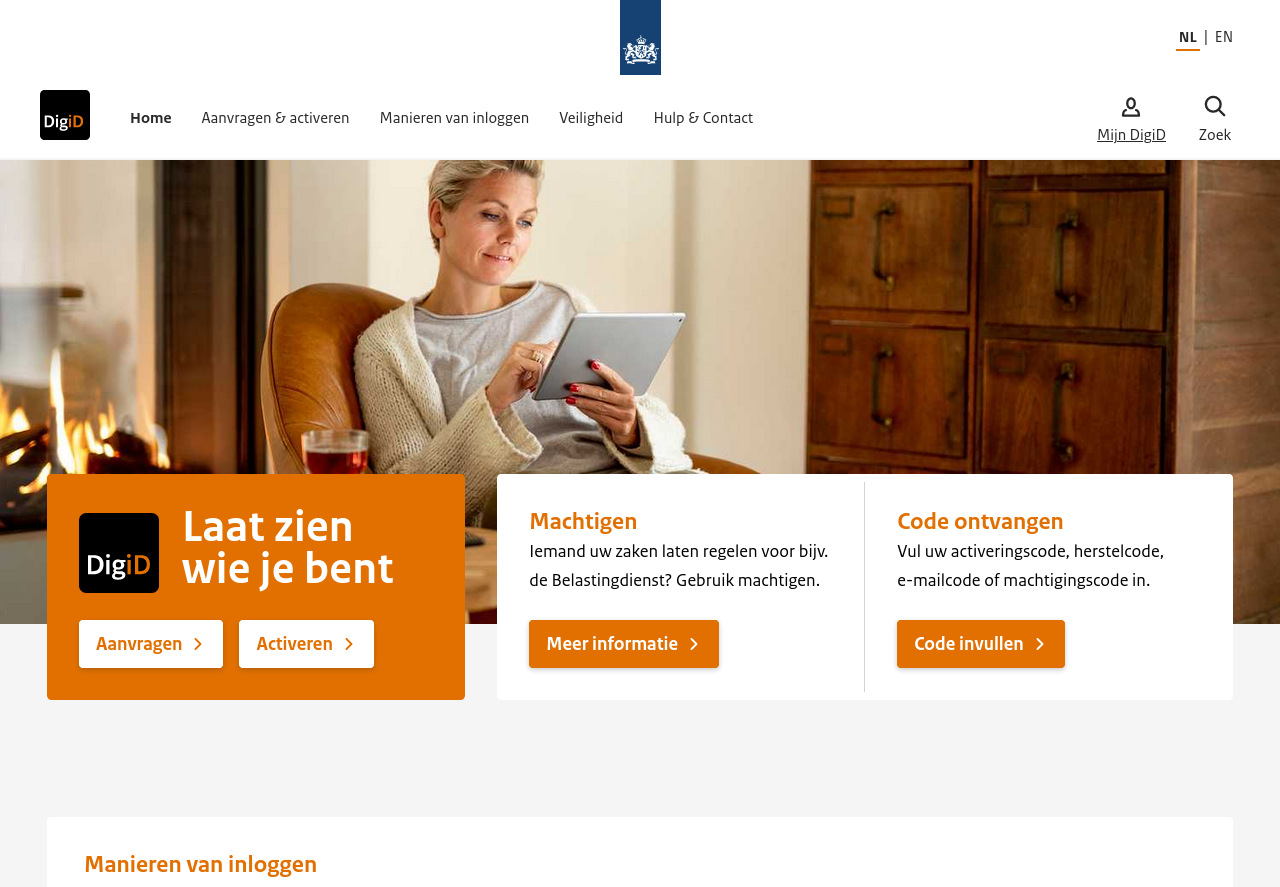 NL | EN
DigiD
Home
Aanvragen & activeren
Manieren van inloggen
Veiligheid
Hulp & Contact
Mijn DigiD
Zoek
DigiD
Laat zien
wie je bent
Aanvragen
Activeren
Machtigen
Iemand uw zaken laten regelen voor bijv.
de Belastingdienst? Gebruik machtigen.
Meer informatie
Code ontvangen
Vul uw activeringscode, herstelcode,
e-mailcode of machtigingscode in.
Code invullen
Manieren van inloggen